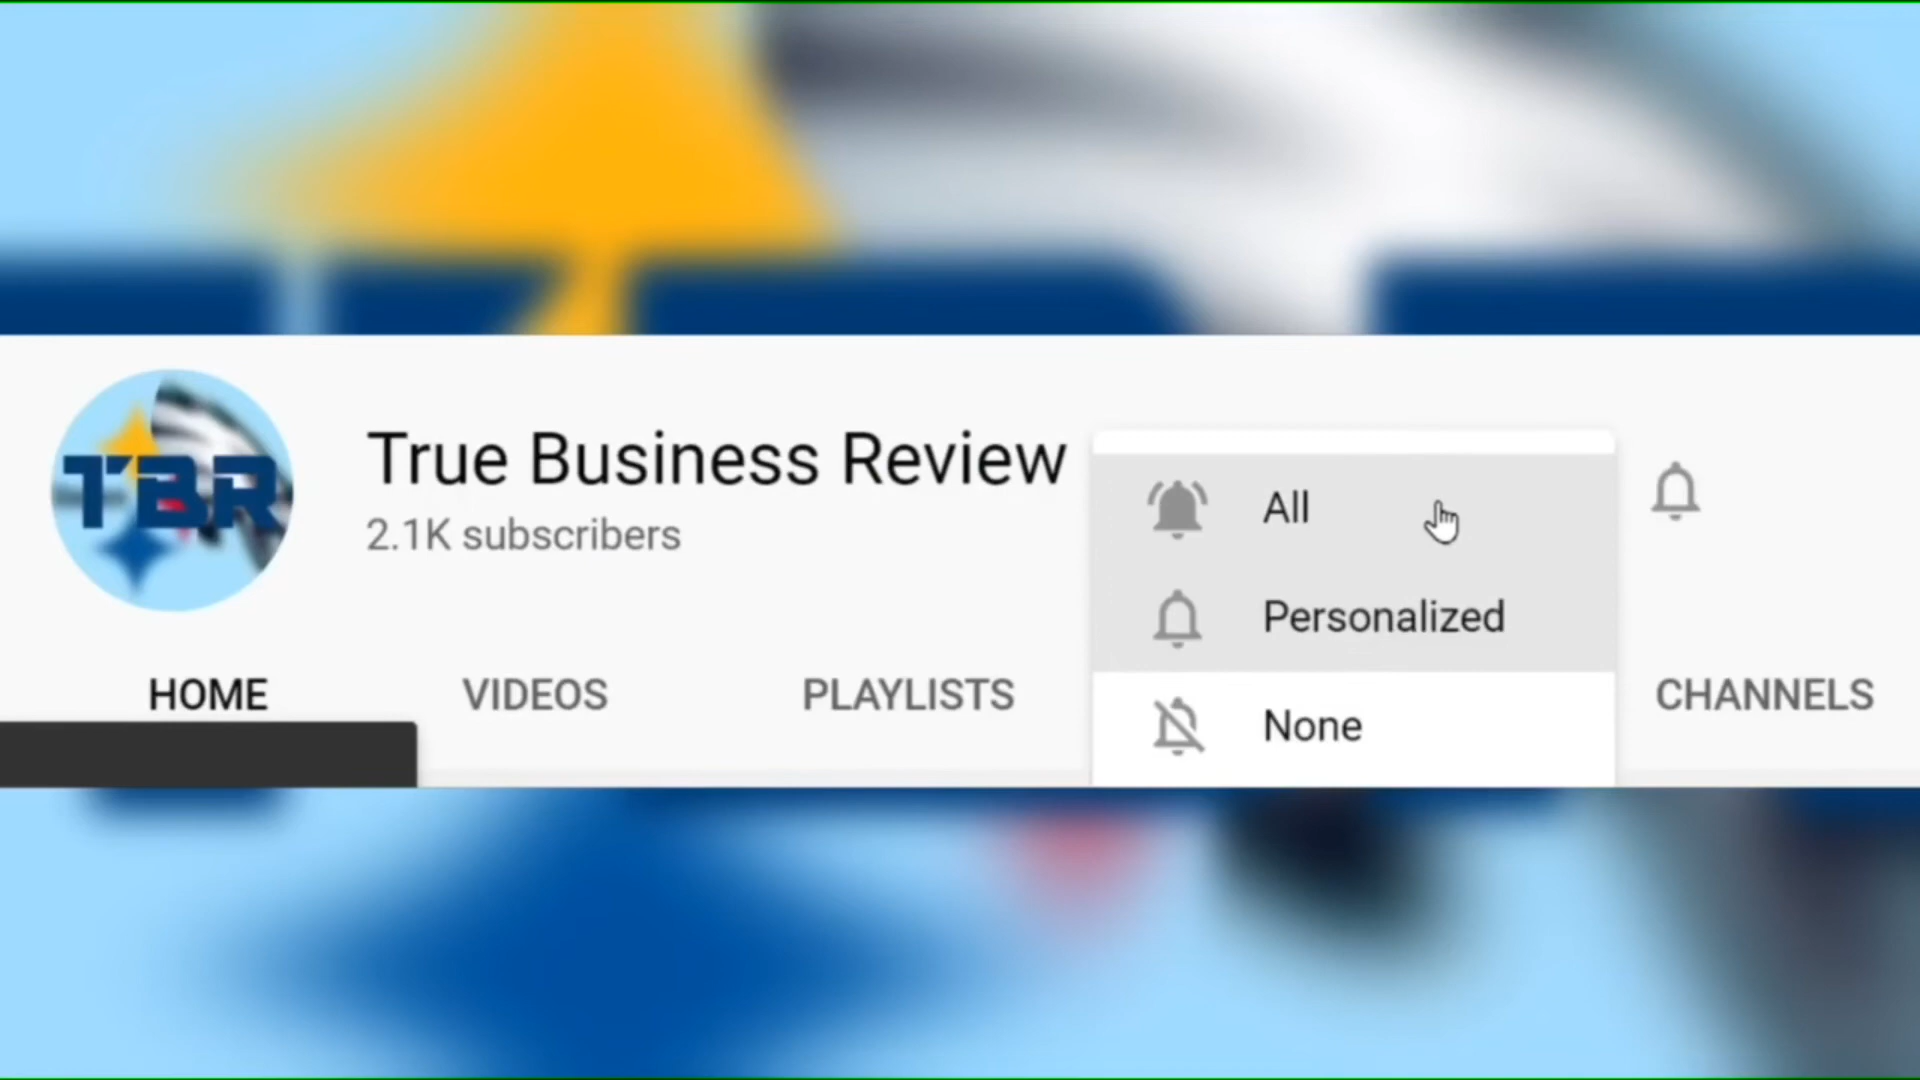 TBR
True Business Review
2.1K subscribers
All
Personalized
None
HOME
VIDEOS
PLAYLISTS
CHANNELS